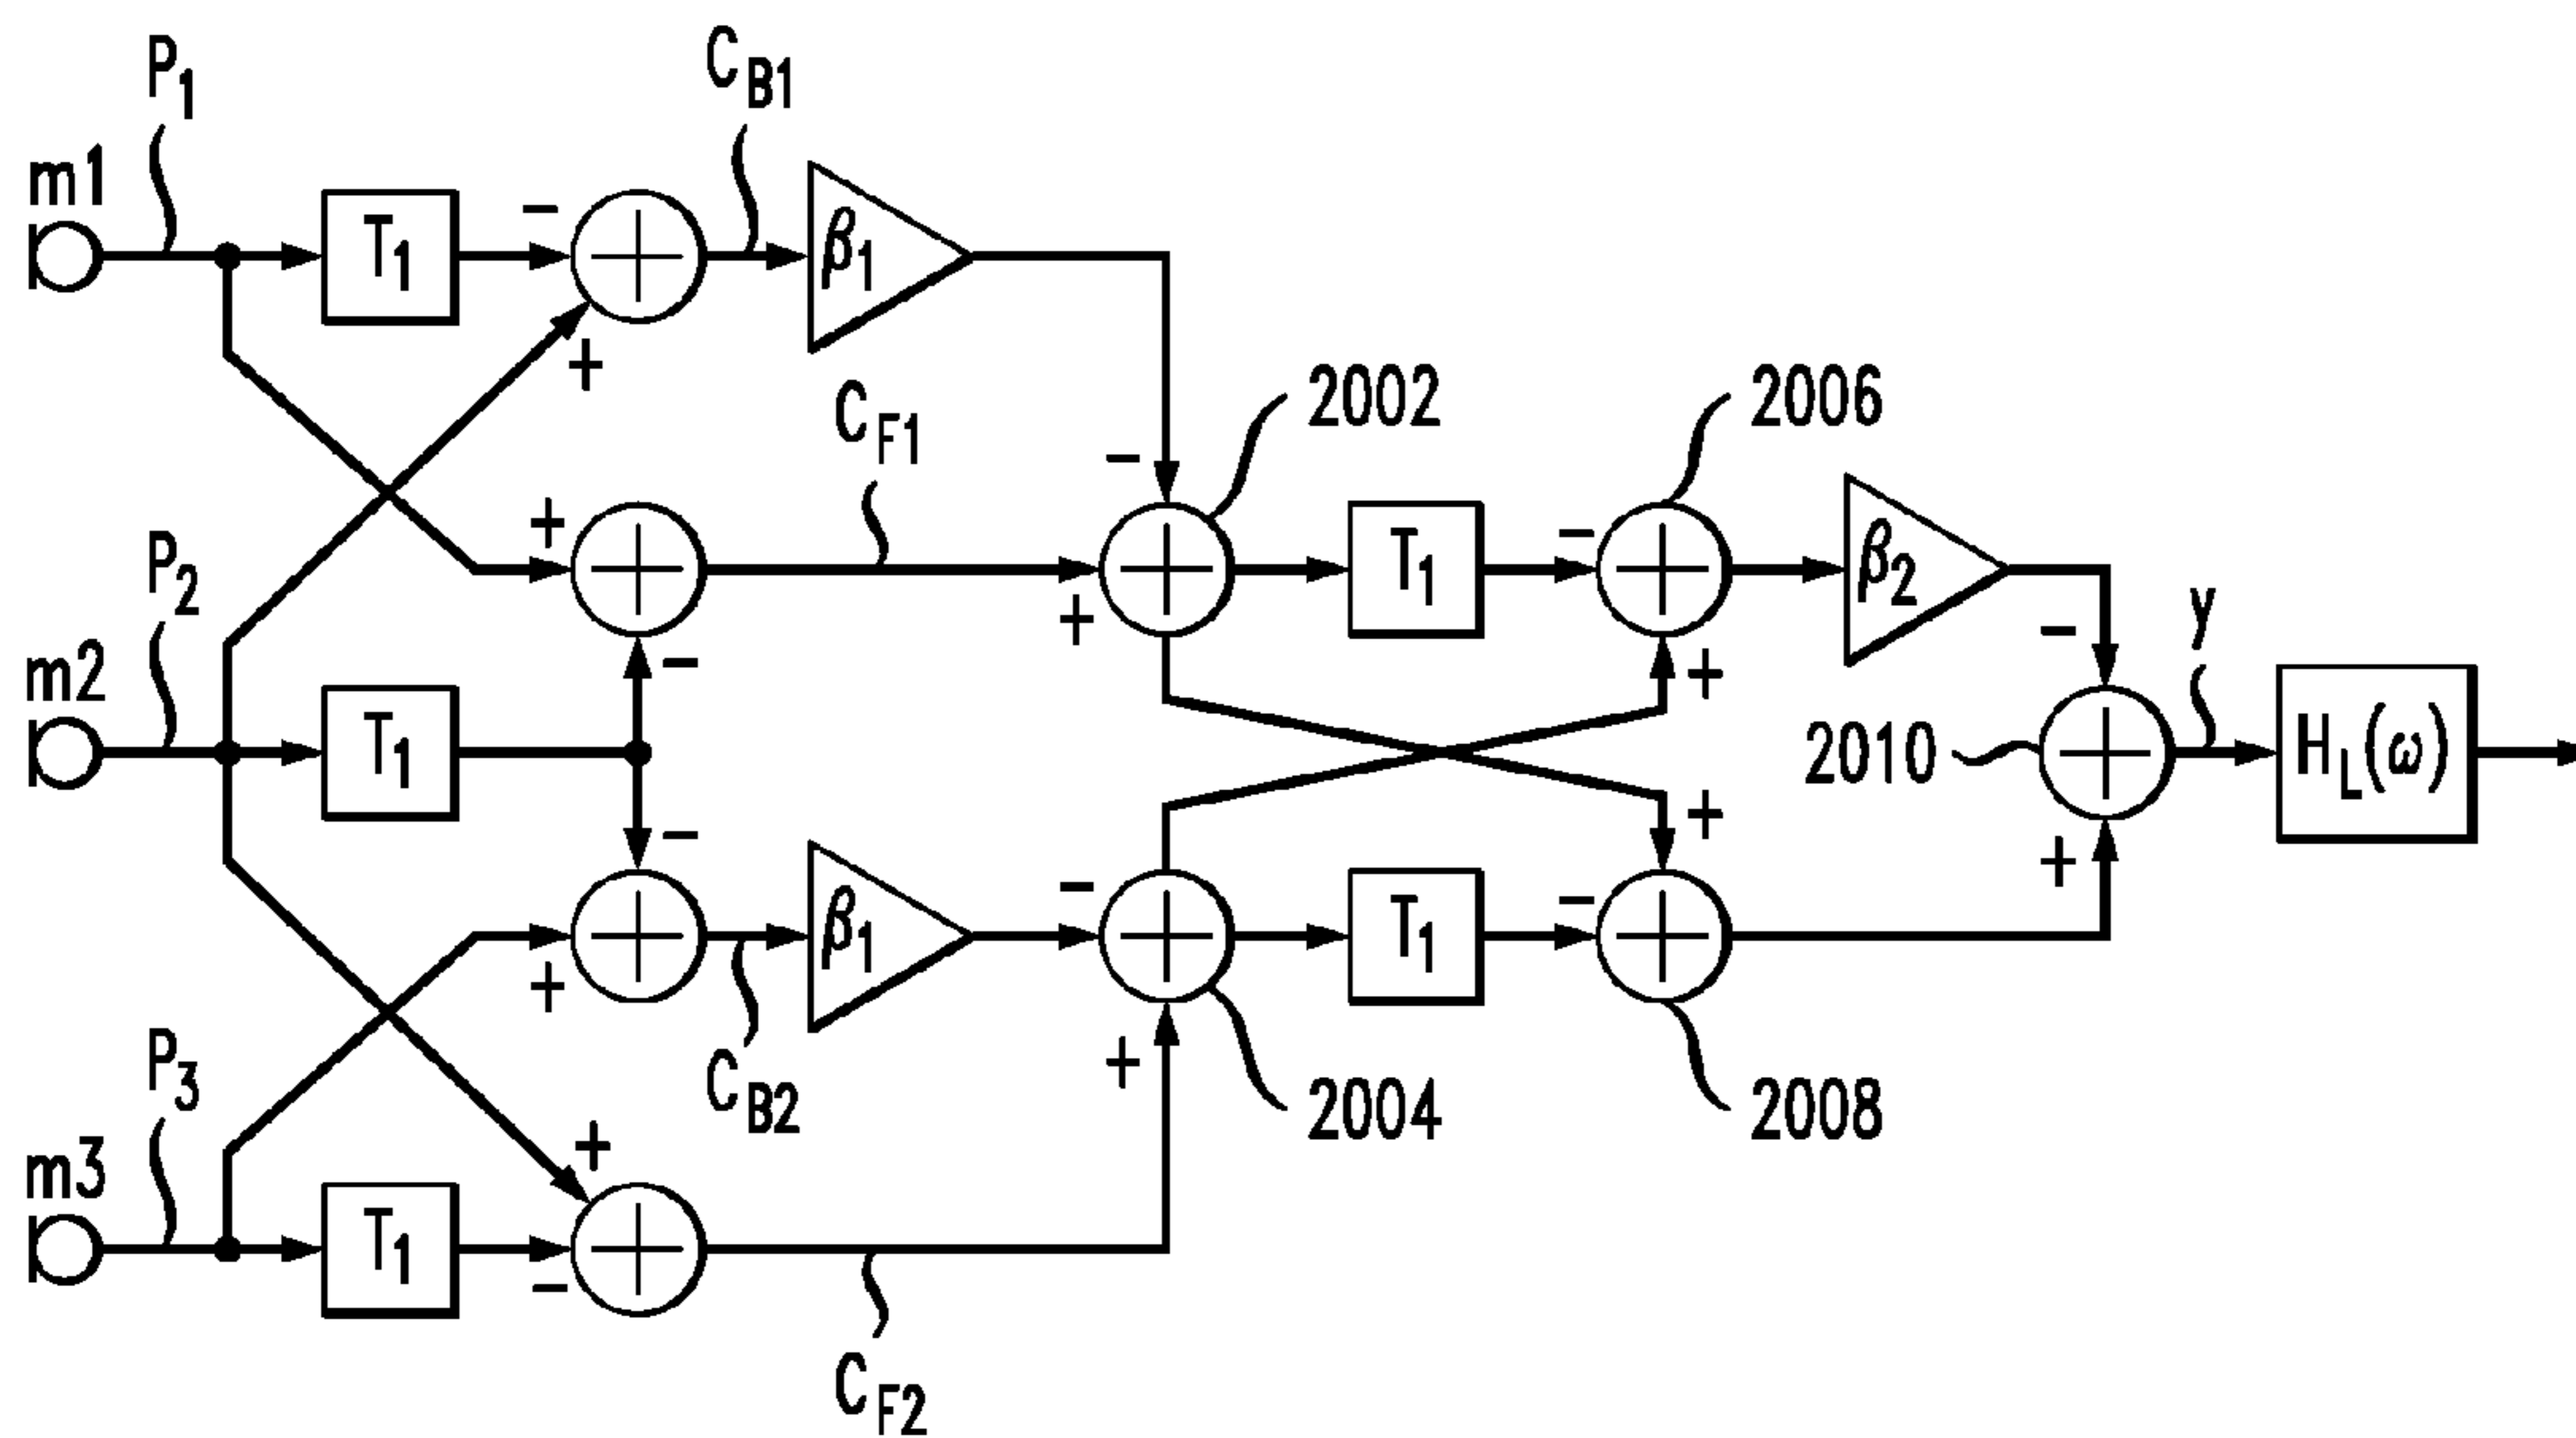 P1
CB1
m1
T1
-
β1
+
CF1
2002
2006
-
+
-
P2
T1
β2
+
-
+
y
m2
T1
-
2010
HL(ω)
-
+
+
β1
-
T1
-
+
CB2
P3
+
2004
2008
m3
+
T1
-
CF2